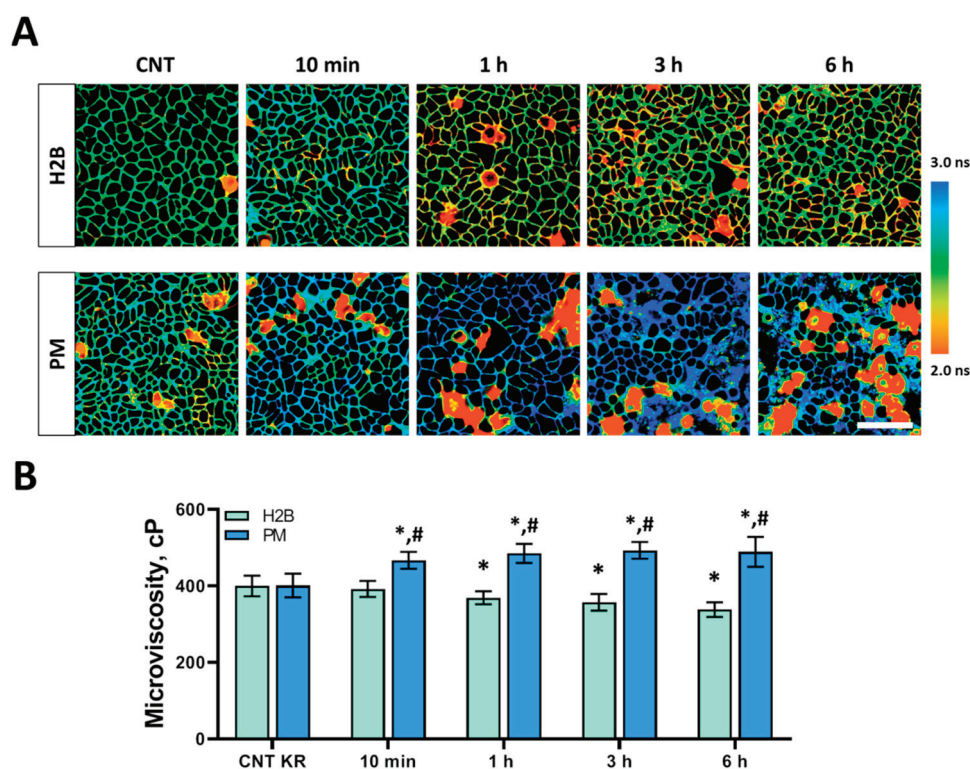 A
CNT 10 min 1 h 3 h 6 h
H2B
3.0 ns
PM
2.0 ns
B
Microviscosity, cP
600
400
200
0
H2B
PM
*,# *,# *,# *,#
* * *
CNT KR 10 min 1 h 3 h 6 h